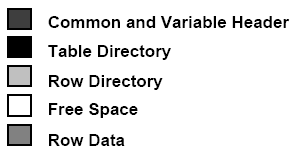 Common and Variable Header
Table Directory
Row Directory
Free Space
Row Data